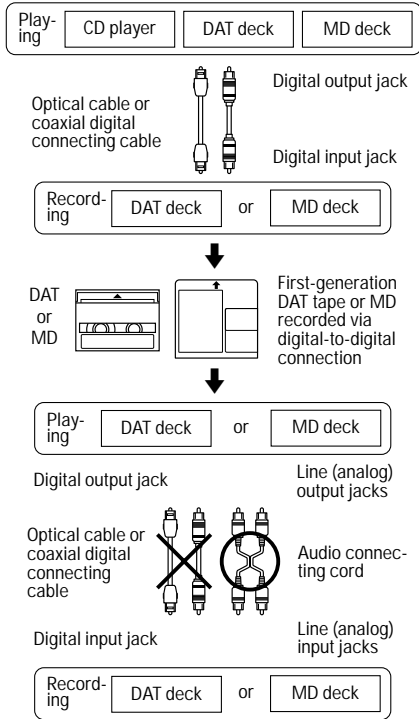 Play-
ing
CD player
DAT deck
MD deck
Optical cable or
coaxial digital
connecting cable
Digital output jack
Digital input jack
Record-
ing
DAT deck
or
MD deck
DAT
or
MD
First-generation
DAT tape or MD
recorded via
digital-to-digital
connection
Play-
ing
DAT deck
or
MD deck
Digital output jack
Line (analog)
output jacks
Optical cable or
coaxial digital
connecting
cable
Audio connec-
ting cord
Digital input jack
Line (analog)
input jacks
Record-
ing
DAT deck
or
MD deck